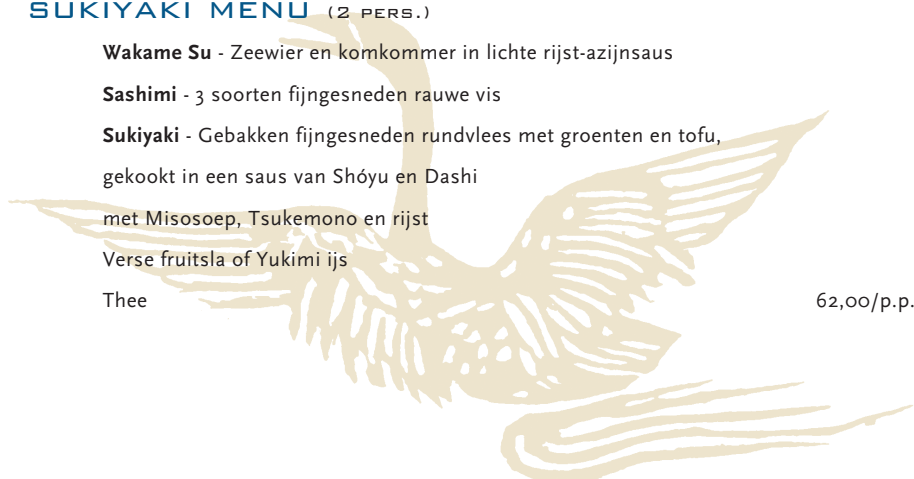 SUKIYAKI MENU (2 PERS.)
Wakame Su - Zeewier en komkommer in lichte rijst-azijnsaus
Sashimi - 3 soorten fijngesneden rauwe vis
Sukiyaki - Gebakken fijngesneden rundvlees met groenten en tofu,
gekookt in een saus van Shóyu en Dashi
met Misosoep, Tsukemono en rijst
Verse fruitsla of Yukimi ijs
Thee 62,00/p.p.